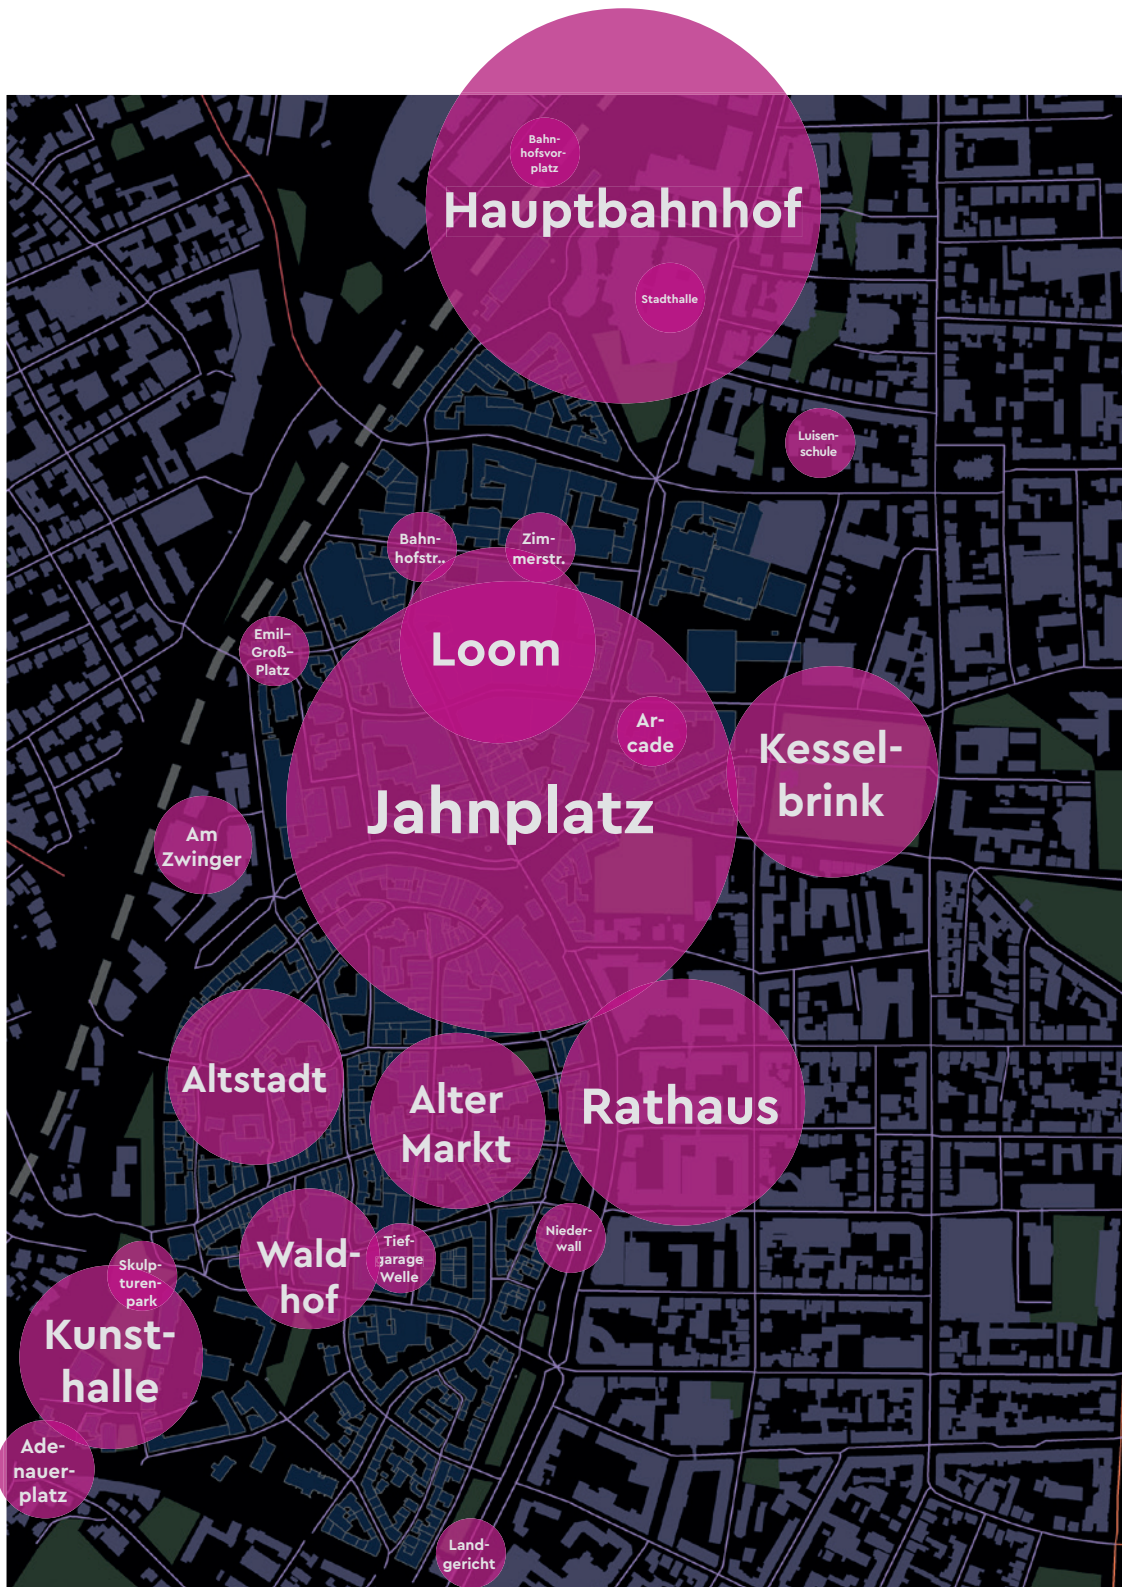 Bahn-
hofsvor-
platz
Hauptbahnhof
Stadthalle
Luisen-
schule
Bahn-
hofstr..
Zim-
merstr.
Emil-
Groß-
Platz
Loom
Ar-
cade
Kessel-
brink
Jahnplatz
Am
Zwinger
Altstadt
Alter
Markt
Rathaus
Wald-
hof
Tief-
garage
Welle
Nieder-
wall
Skulp-
turen-
park
Kunst-
halle
Ade-
nauer-
platz
Land-
gericht